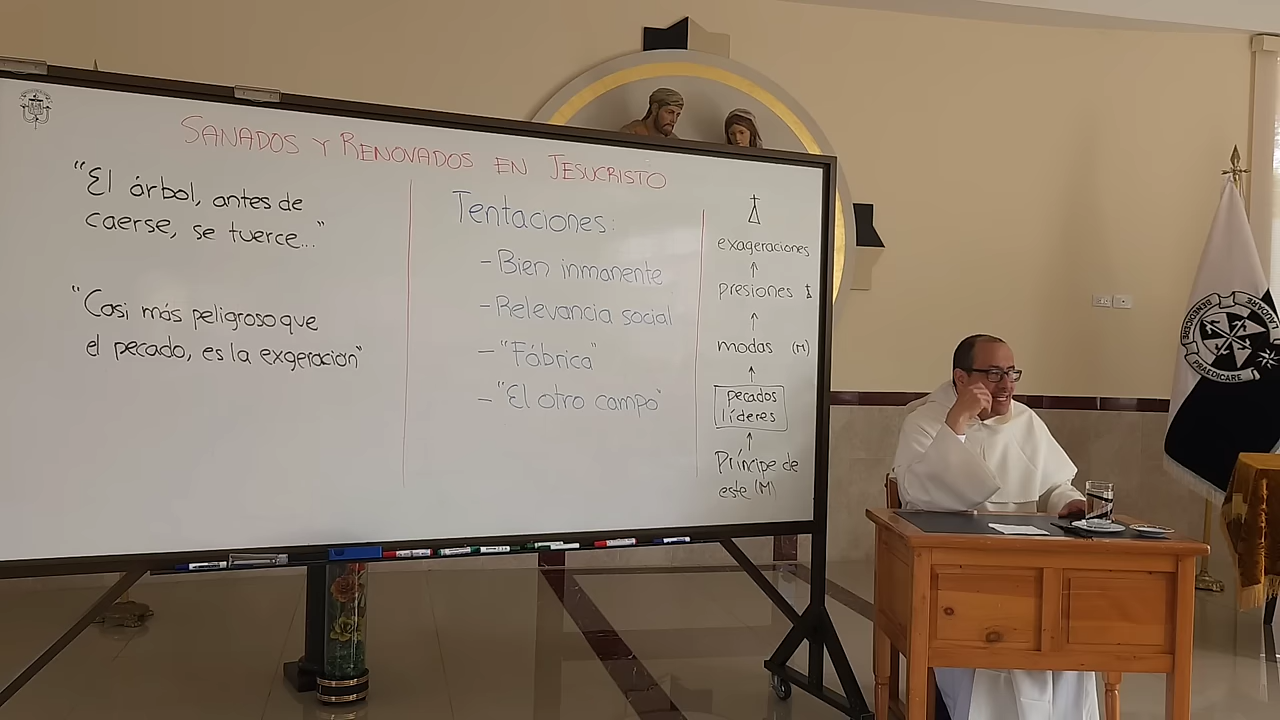 SANADOS Y RENOVADOS EN JESUCRISTO
"El árbol, antes de
caerse, se tuerce..."
"Casi más peligroso que
el pecado, es la exgeración"
Tentaciones:
- Bien inmanente
- Relevancia social
- "Fábrica"
- "El otro campo"
exageraciones
↑
presiones
↑
modas (M)
↑
pecados
líderes
↑
Príncipe de
este (M)
LAUDARE
BENEDICERE
PRAEDICARE